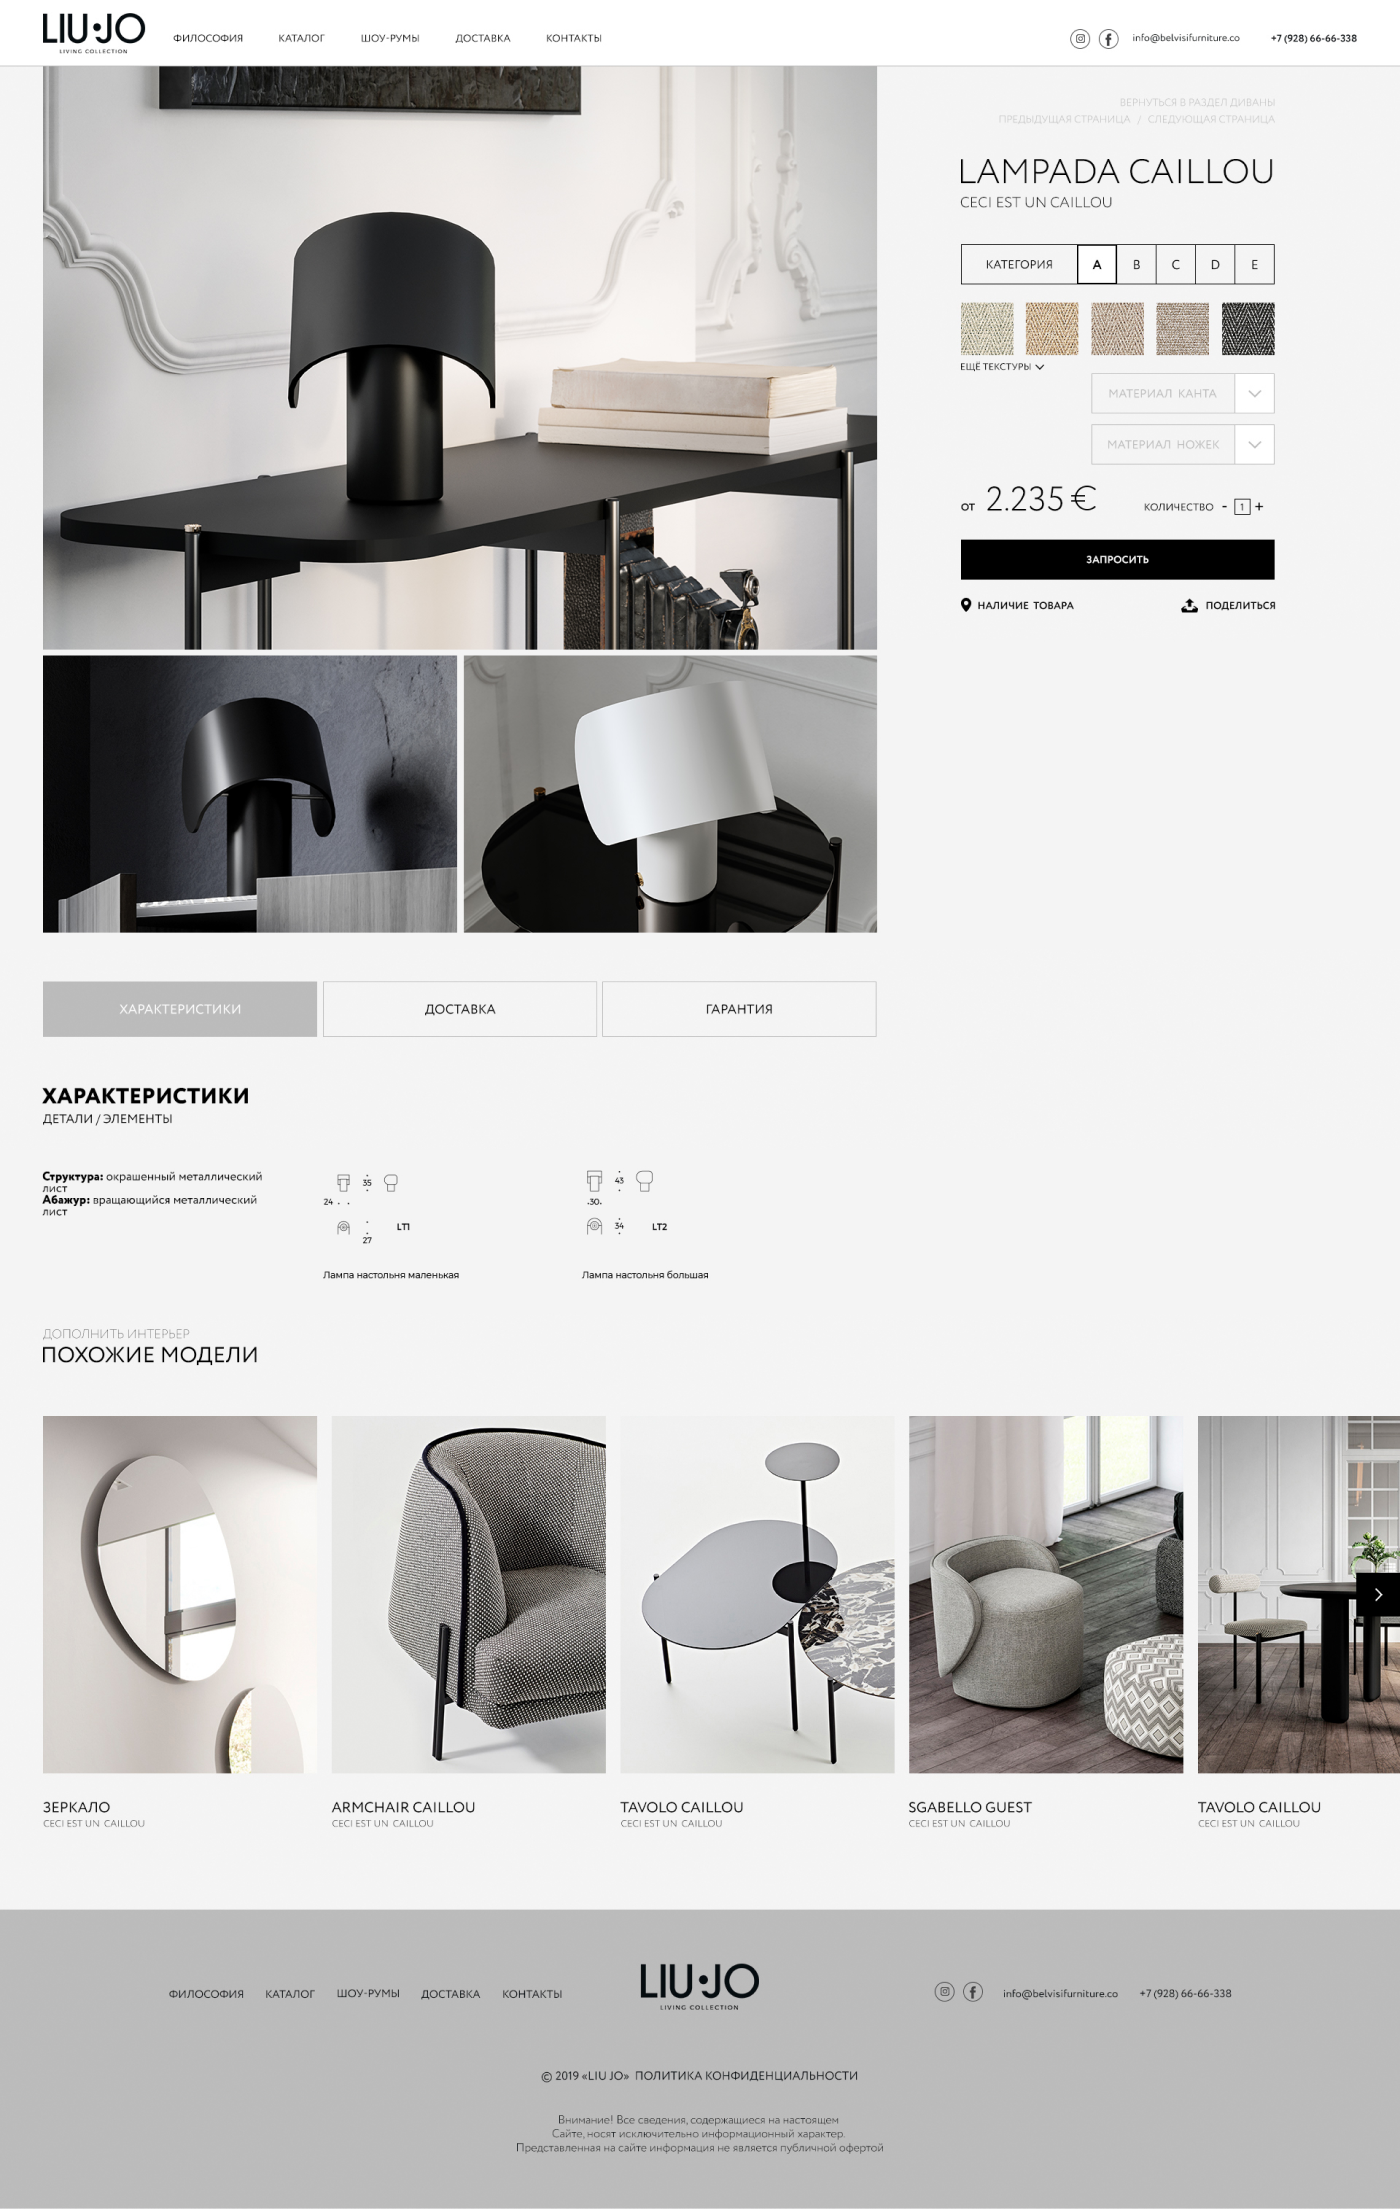 LIU·JO
LIVING COLLECTION
ФИЛОСОФИЯ
КАТАЛОГ
ШОУ-РУМЫ
ДОСТАВКА
КОНТАКТЫ
info@belvisifurniture.co
+7 (928) 66-66-338
ВЕРНУТЬСЯ В РАЗДЕЛ ДИВАНЫ
ПРЕДЫДУЩАЯ СТРАНИЦА / СЛЕДУЮЩАЯ СТРАНИЦА
LAMPADA CAILLOU
CECI EST UN CAILLOU
КАТЕГОРИЯ A B C D E
ЕЩЁ ТЕКСТУРЫ
МАТЕРИАЛ КАНТА
МАТЕРИАЛ НОЖЕК
ОТ 2.235 €
КОЛИЧЕСТВО - 1 +
ЗАПРОСИТЬ
НАЛИЧИЕ ТОВАРА
ПОДЕЛИТЬСЯ
ХАРАКТЕРИСТИКИ
ДОСТАВКА
ГАРАНТИЯ
ХАРАКТЕРИСТИКИ
ДЕТАЛИ / ЭЛЕМЕНТЫ
Структура: окрашенный металлический
лист
Абажур: вращающийся металлический
лист
35
24
27
LT1
Лампа настольня маленькая
43
30
34
LT2
Лампа настольня большая
ДОПОЛНИТЬ ИНТЕРЬЕР
ПОХОЖИЕ МОДЕЛИ
ЗЕРКАЛО
CECI EST UN CAILLOU
ARMCHAIR CAILLOU
CECI EST UN CAILLOU
TAVOLO CAILLOU
CECI EST UN CAILLOU
SGABELLO GUEST
CECI EST UN CAILLOU
TAVOLO CAILLOU
CECI EST UN CAILLOU
ФИЛОСОФИЯ
КАТАЛОГ
ШОУ-РУМЫ
ДОСТАВКА
КОНТАКТЫ
LIU·JO
LIVING COLLECTION
info@belvisifurniture.co
+7 (928) 66-66-338
© 2019 «LIU JO» ПОЛИТИКА КОНФИДЕНЦИАЛЬНОСТИ
Внимание! Все сведения, содержащиеся на настоящем
Сайте, носят исключительно информационный характер.
Представленная на сайте информация не является публичной офертой